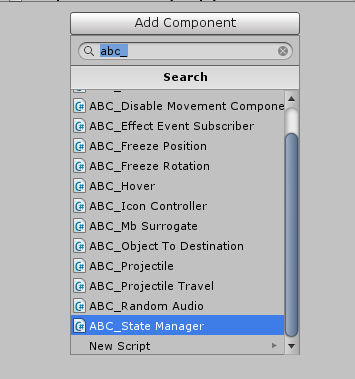 Add Component
abc_
Search
ABC_Disable Movement Compone
ABC_Effect Event Subscriber
ABC_Freeze Position
ABC_Freeze Rotation
ABC_Hover
ABC_Icon Controller
ABC_Mb Surrogate
ABC_Object To Destination
ABC_Projectile
ABC_Projectile Travel
ABC_Random Audio
ABC_State Manager
New Script